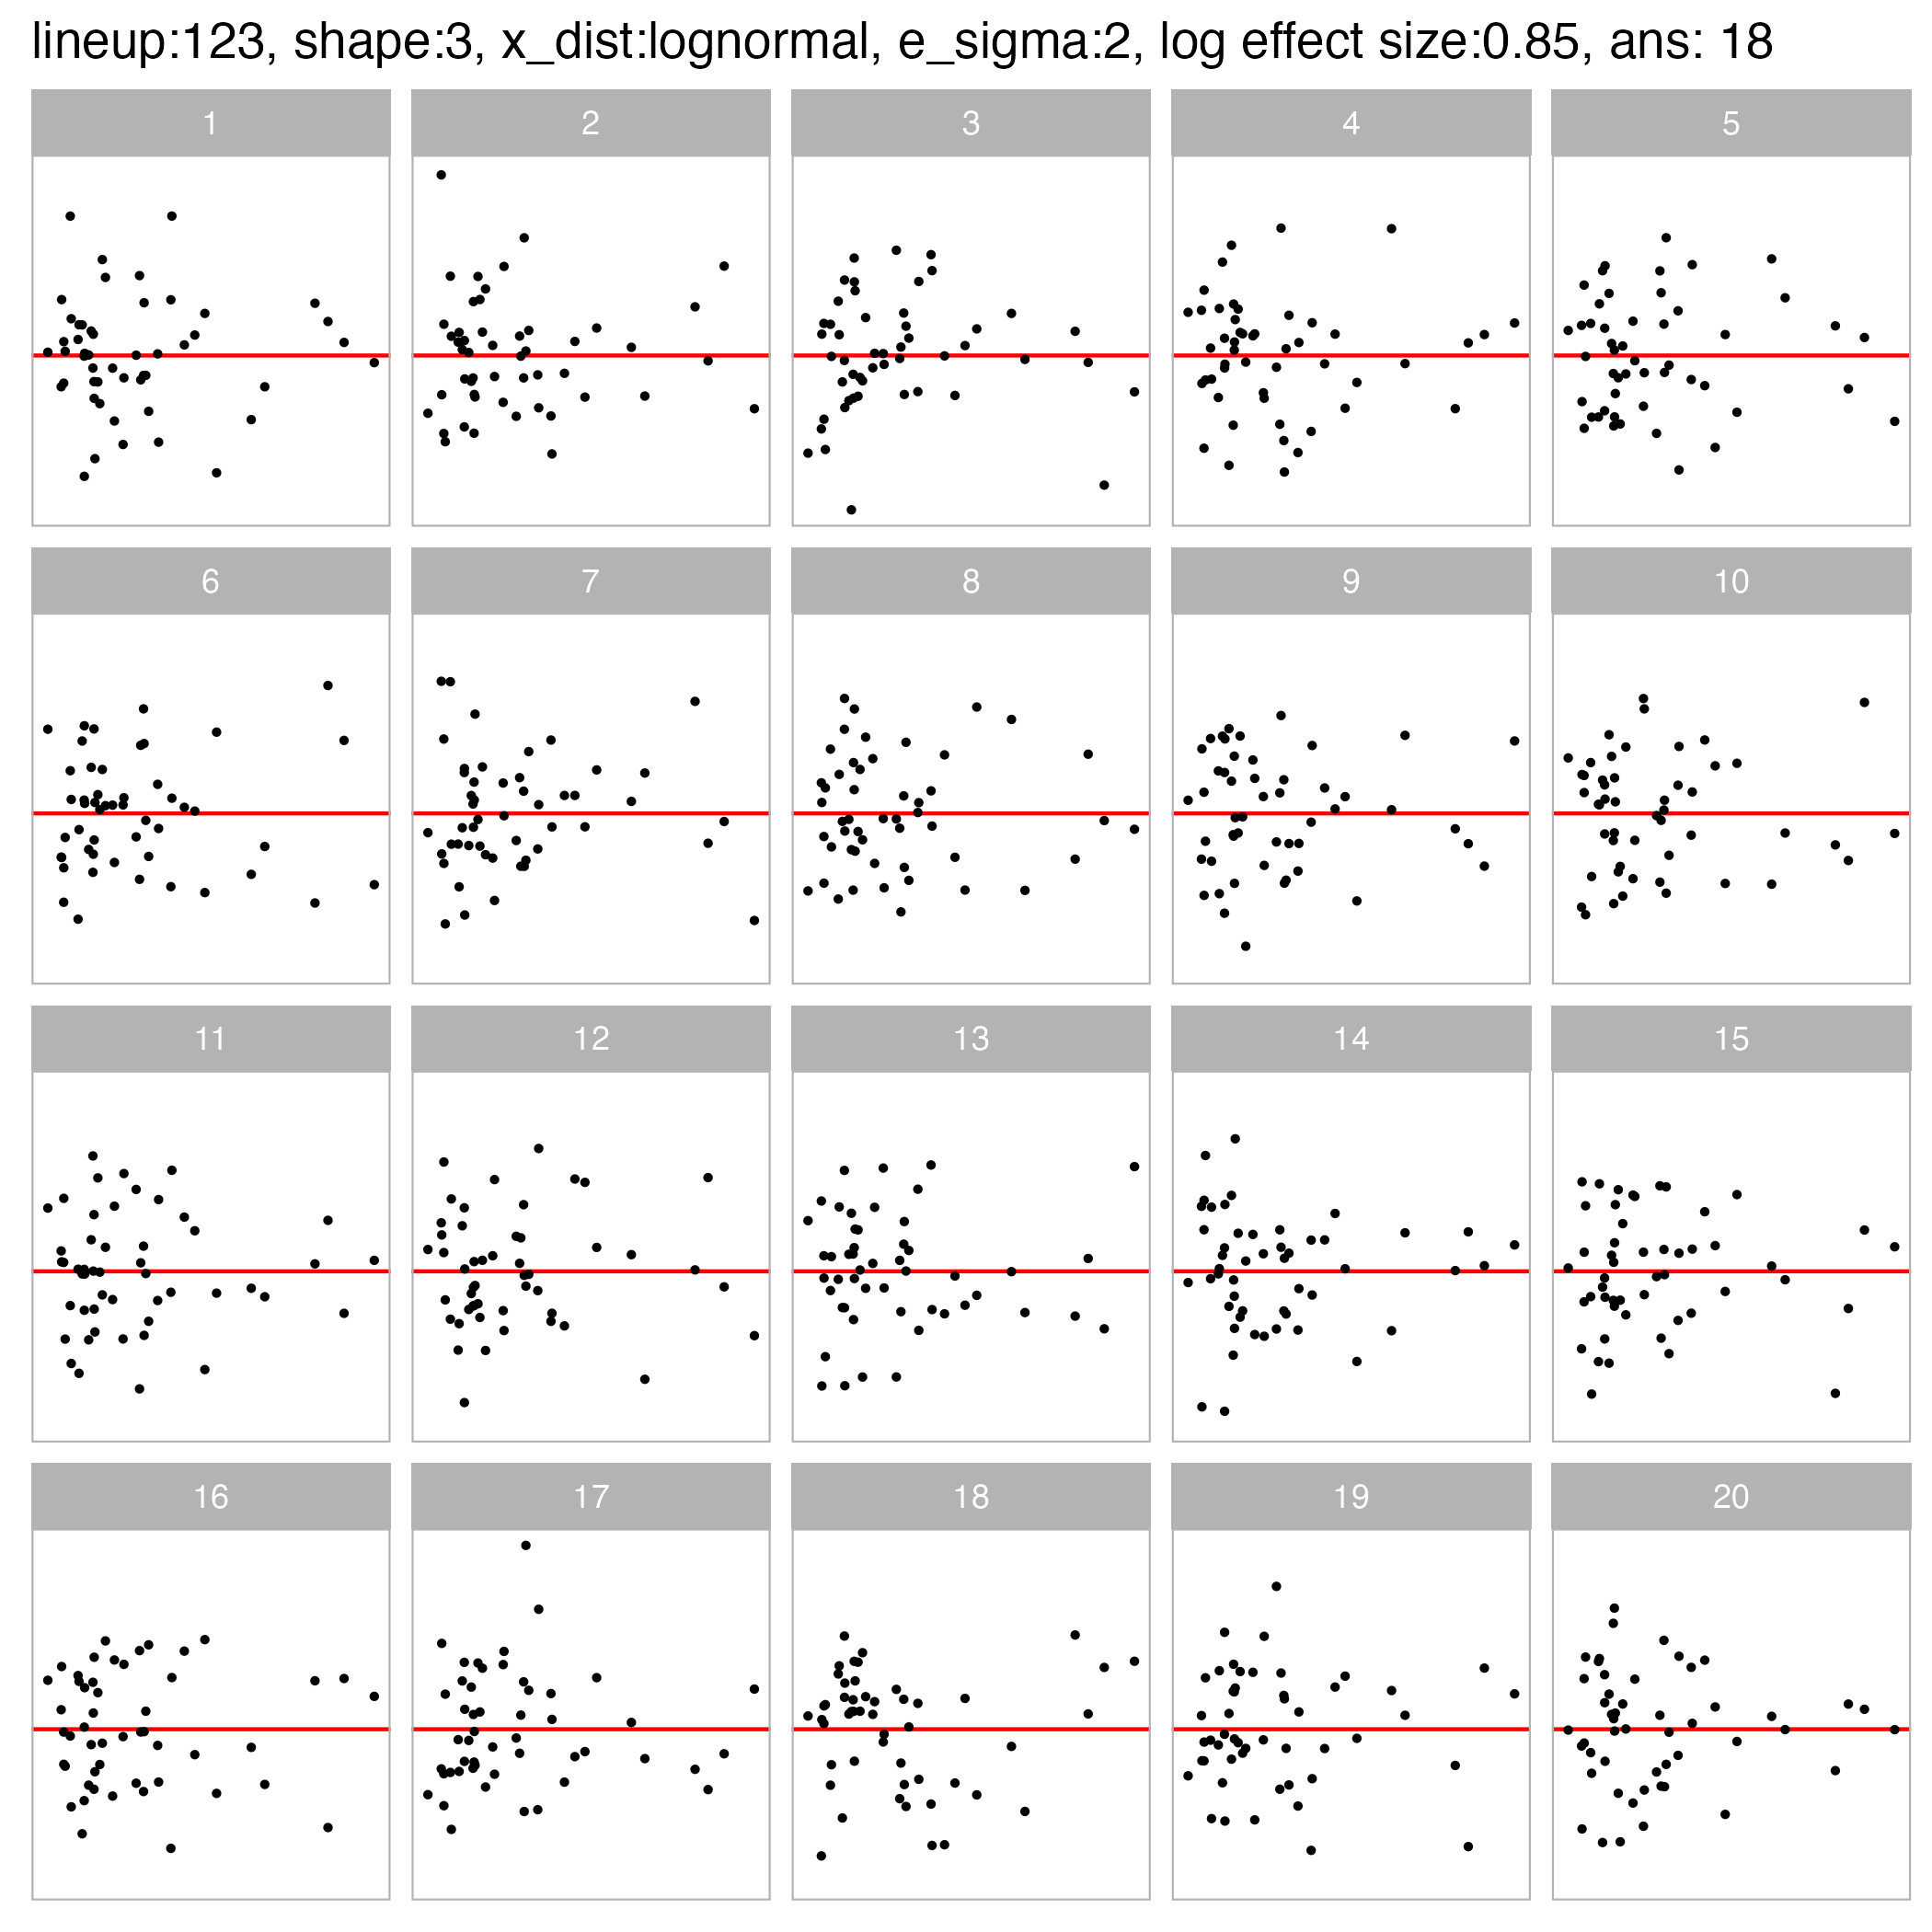 lineup:123, shape:3, x_dist:lognormal, e_sigma:2, log effect size:0.85, ans: 18
1 2 3 4 5
6 7 8 9 10
11 12 13 14 15
16 17 18 19 20